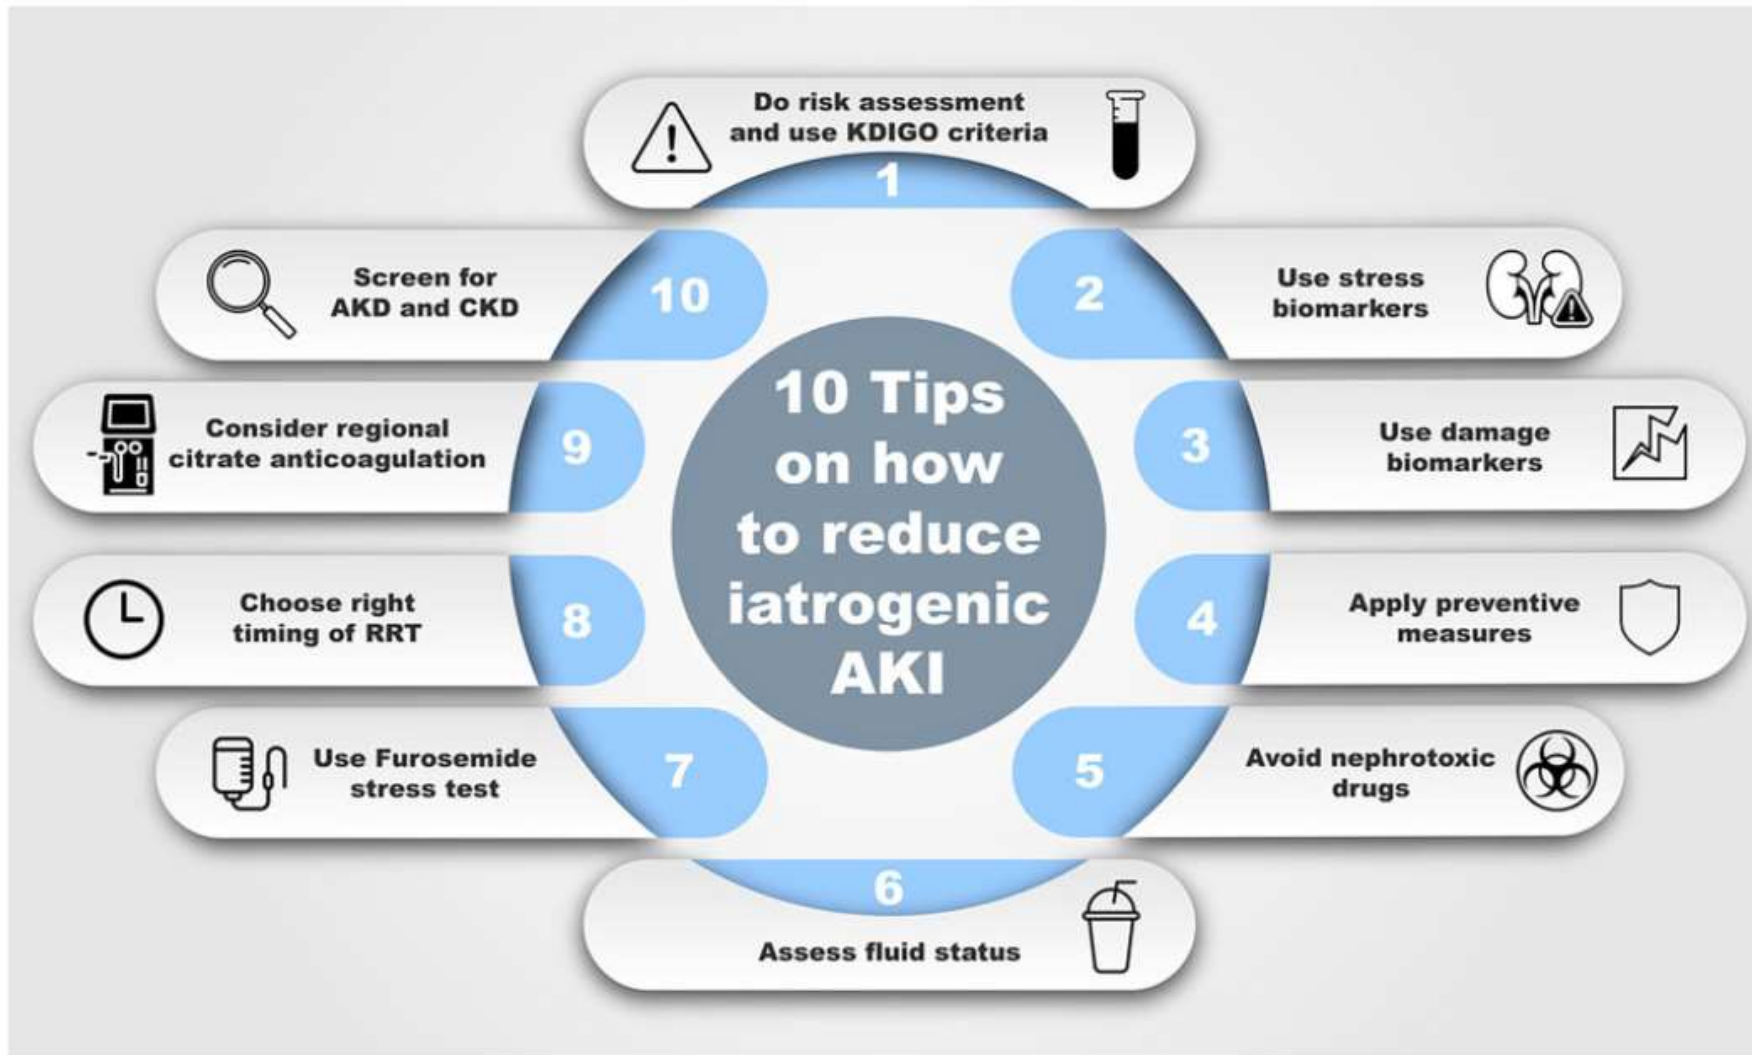 10 Tips
on how
to reduce
iatrogenic
AKI
Do risk assessment
and use KDIGO criteria
1
2
Use stress
biomarkers
3
Use damage
biomarkers
4
Apply preventive
measures
5
Avoid nephrotoxic
drugs
6
Assess fluid status
7
Use Furosemide
stress test
8
Choose right
timing of RRT
9
Consider regional
citrate anticoagulation
10
Screen for
AKD and CKD